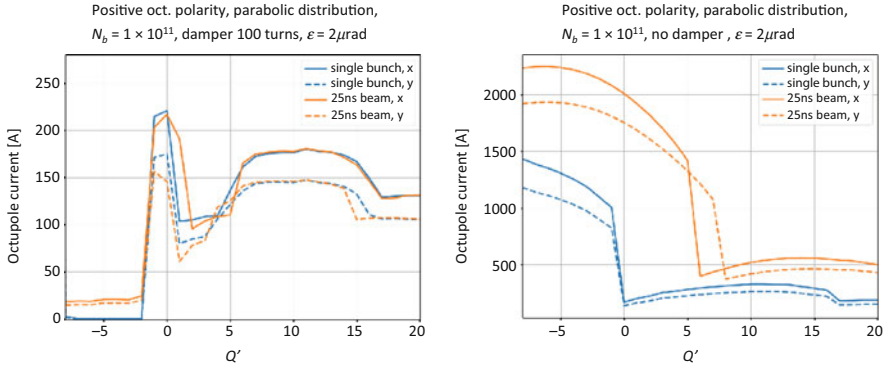 Positive oct. polarity, parabolic distribution,
N_b = 1 × 10^11, damper 100 turns, ε = 2μrad
250
200
150
100
50
0
Octupole current [A]
single bunch, x
single bunch, y
25ns beam, x
25ns beam, y
−5 0 5 10 15 20
Q′
Positive oct. polarity, parabolic distribution,
N_b = 1 × 10^11, no damper , ε = 2μrad
2000
1500
1000
500
Octupole current [A]
single bunch, x
single bunch, y
25ns beam, x
25ns beam, y
−5 0 5 10 15 20
Q′